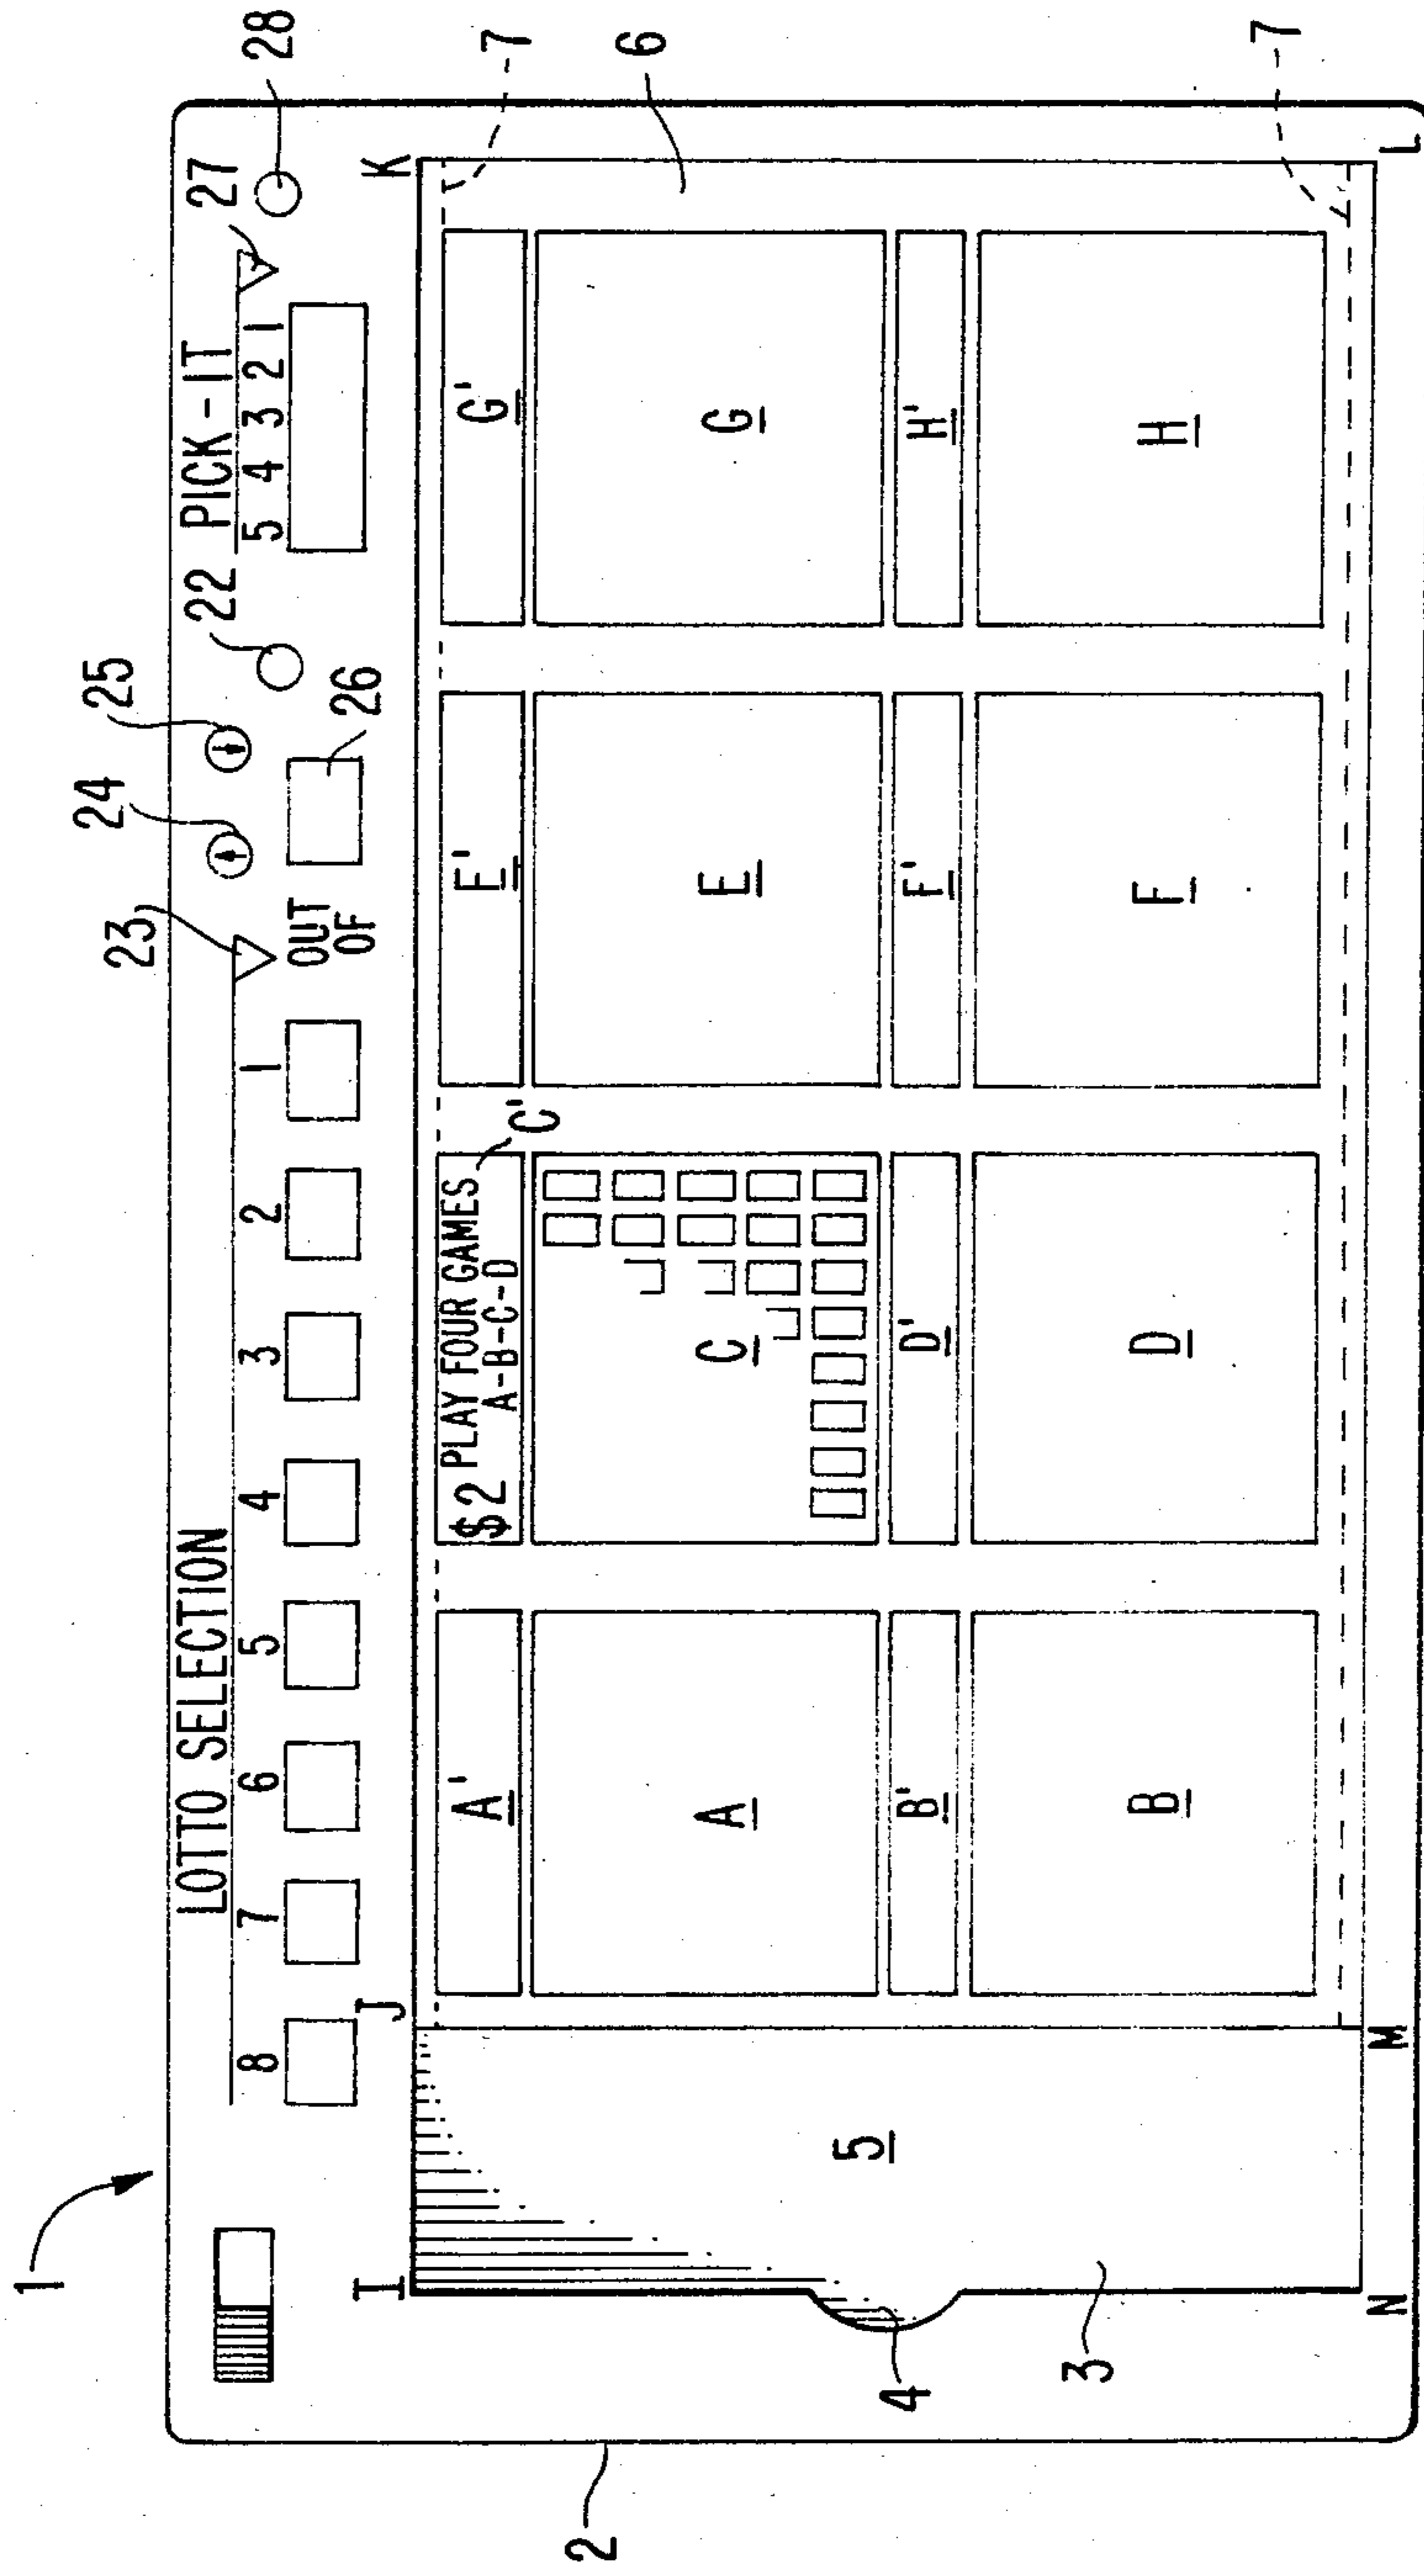 1
24 25
23
LOTTO SELECTION 22 PICK-IT 27
28
8 7 6 5 4 3 2 1 5 4 3 2 1
OUT
OF
26
I J K
7
A' $2 PLAY FOUR GAMES C' E' G'
A-B-C-D
2
6
A C E G
5
4
B' D' F' H'
3
B D F H
7
N M L